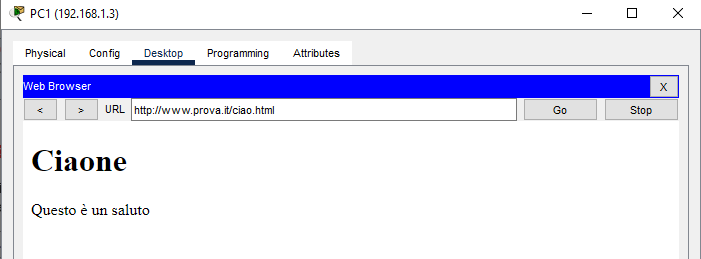 PC1 (192.168.1.3)
Physical Config Desktop Programming Attributes
Web Browser X
< > URL http://www.prova.it/ciao.html Go Stop
Ciaone
Questo è un saluto